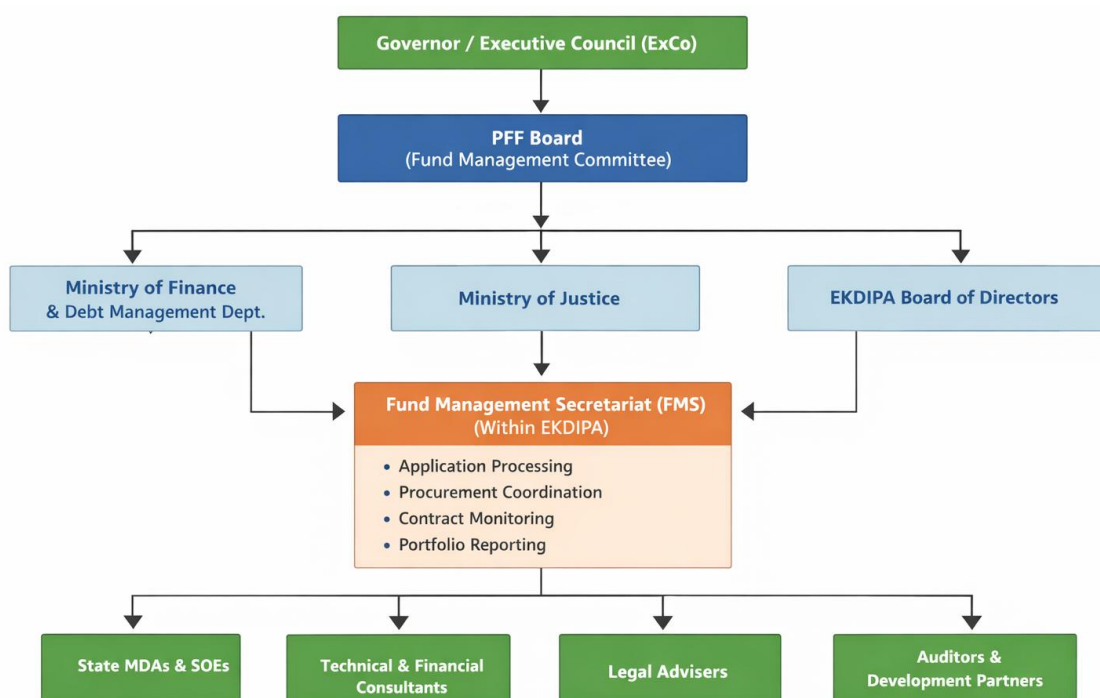 Governor / Executive Council (ExCo)
PFF Board
(Fund Management Committee)
Ministry of Finance
& Debt Management Dept.
Ministry of Justice
EKDIPA Board of Directors
Fund Management Secretariat (FMS)
(Within EKDIPA)
• Application Processing
• Procurement Coordination
• Contract Monitoring
• Portfolio Reporting
State MDAs & SOEs
Technical & Financial
Consultants
Legal Advisers
Auditors &
Development Partners